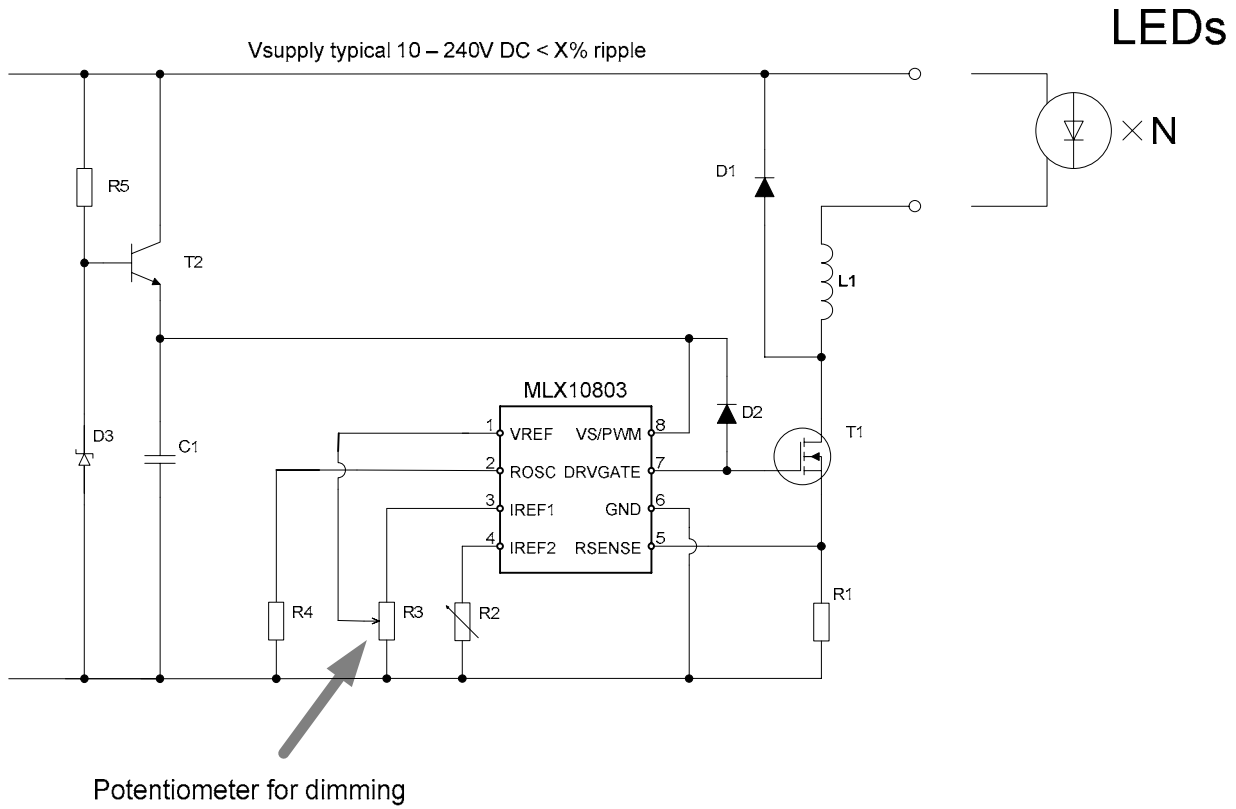 LEDs
Vsupply typical 10 – 240V DC < X% ripple
×N
D1
R5
T2
L1
MLX10803
D2
T1
D3
C1
1 VREF VS/PWM 8
2 ROSC DRVGATE 7
3 IREF1 GND 6
4 IREF2 RSENSE 5
R4
R3
R2
R1
Potentiometer for dimming